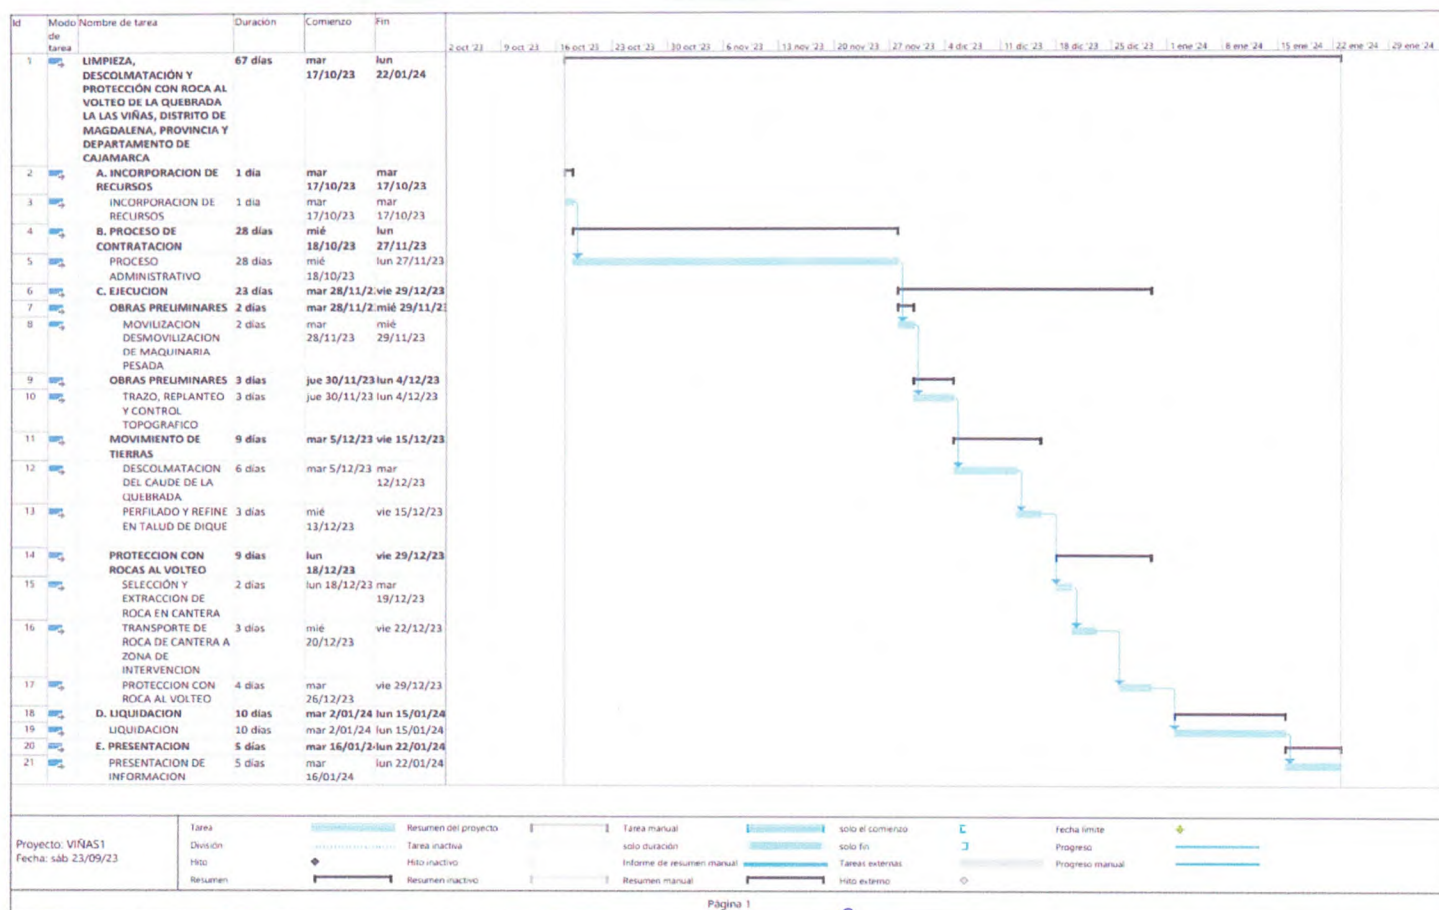 Id Modo de tarea Nombre de tarea Duración Comienzo Fin
2 oct '23 9 oct '23 16 oct '23 23 oct '23 30 oct '23 6 nov '23 13 nov '23 20 nov '23 27 nov '23 4 dic '23 11 dic '23 18 dic '23 25 dic '23 1 ene '24 8 ene '24 15 ene '24 22 ene '24 29 ene '24
1 LIMPIEZA, 67 días mar lun
DESCOLMATACIÓN Y 17/10/23 22/01/24
PROTECCIÓN CON ROCA AL
VOLTEO DE LA QUEBRADA
LA LAS VIÑAS, DISTRITO DE
MAGDALENA, PROVINCIA Y
DEPARTAMENTO DE
CAJAMARCA
2 A. INCORPORACION DE 1 día mar mar
RECURSOS 17/10/23 17/10/23
3 INCORPORACION DE 1 día mar mar
RECURSOS 17/10/23 17/10/23
4 B. PROCESO DE 28 días mié lun
CONTRATACION 18/10/23 27/11/23
5 PROCESO 28 días mié lun 27/11/23
ADMINISTRATIVO 18/10/23
6 C. EJECUCION 23 días mar 28/11/2 vie 29/12/23
7 OBRAS PRELIMINARES 2 días mar 28/11/2 mié 29/11/23
8 MOVILIZACION 2 días mar mié
DESMOVILIZACION 28/11/23 29/11/23
DE MAQUINARIA
PESADA
9 OBRAS PRELIMINARES 3 días jue 30/11/23 lun 4/12/23
10 TRAZO, REPLANTEO 3 días jue 30/11/23 lun 4/12/23
Y CONTROL
TOPOGRAFICO
11 MOVIMIENTO DE 9 días mar 5/12/23 vie 15/12/23
TIERRAS
12 DESCOLMATACION 6 días mar 5/12/23 mar
DEL CAUDE DE LA 12/12/23
QUEBRADA
13 PERFILADO Y REFINE 3 días mié vie 15/12/23
EN TALUD DE DIQUE 13/12/23
14 PROTECCION CON 9 días lun vie 29/12/23
ROCAS AL VOLTEO 18/12/23
15 SELECCIÓN Y 2 días lun 18/12/23 mar
EXTRACCION DE 19/12/23
ROCA EN CANTERA
16 TRANSPORTE DE 3 días mié vie 22/12/23
ROCA DE CANTERA A 20/12/23
ZONA DE
INTERVENCION
17 PROTECCION CON 4 días mar vie 29/12/23
ROCA AL VOLTEO 26/12/23
18 D. LIQUIDACION 10 días mar 2/01/24 lun 15/01/24
19 LIQUIDACION 10 días mar 2/01/24 lun 15/01/24
20 E. PRESENTACION 5 días mar 16/01/2 lun 22/01/24
21 PRESENTACION DE 5 días mar lun 22/01/24
INFORMACION 16/01/24
Proyecto: VIÑAS1
Fecha: sáb 23/09/23
Tarea Resumen del proyecto Tarea manual solo el comienzo Fecha límite
División Tarea inactiva solo duración solo fin Progreso
Hito Hito inactivo Informe de resumen manual Tareas externas Progreso manual
Resumen Resumen inactivo Resumen manual Hito externo
Página 1